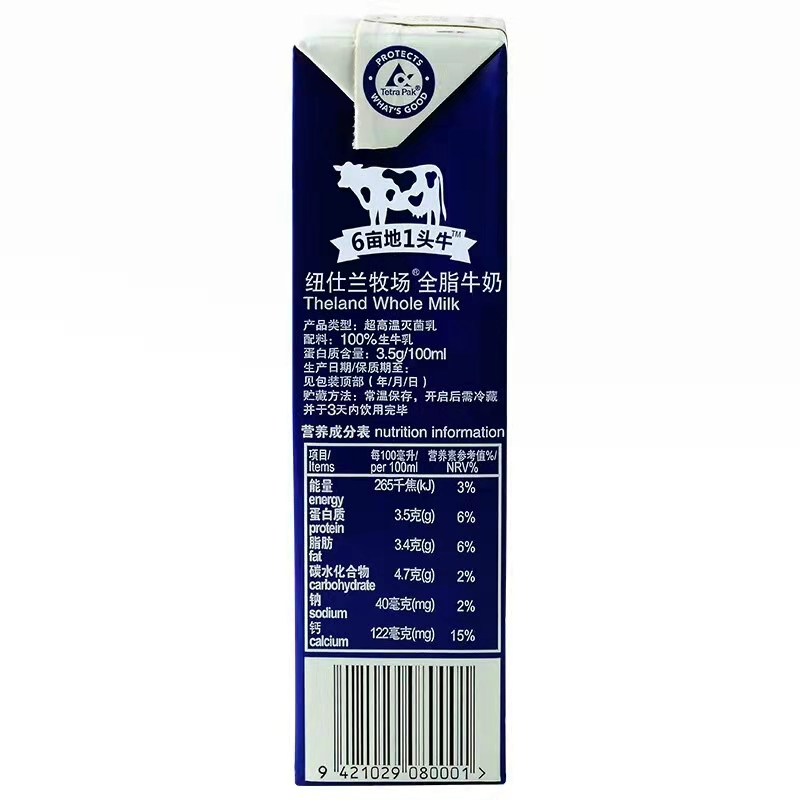 PROTECTS
Tetra Pak®
WHAT'S GOOD
6亩地1头牛™
纽仕兰牧场®全脂牛奶
Theland Whole Milk
产品类型：超高温灭菌乳
配料：100%生牛乳
蛋白质含量：3.5g/100ml
生产日期/保质期至：
见包装顶部（年/月/日）
贮藏方法：常温保存，开启后需冷藏
并于3天内饮用完毕
营养成分表 nutrition information
项目/ 每100毫升/ 营养素参考值%/
Items per 100ml NRV%
能量 265千焦(kJ) 3%
energy
蛋白质 3.5克(g) 6%
protein
脂肪 3.4克(g) 6%
fat
碳水化合物 4.7克(g) 2%
carbohydrate
钠 40毫克(mg) 2%
sodium
钙 122毫克(mg) 15%
calcium
9 421029 080001 >